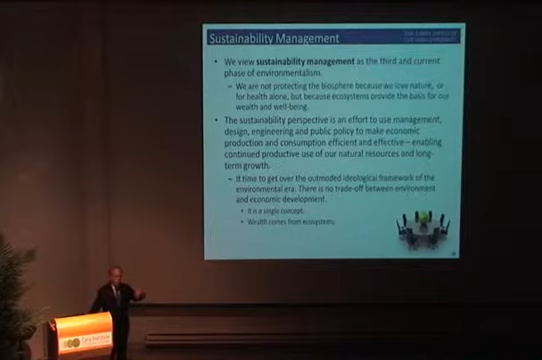 Sustainability Management
• We view sustainability management as the third and current
phase of environmentalism.
– We are not protecting the biosphere because we love nature, or
for health alone, but because ecosystems provide the basis for our
wealth and well-being.
• The sustainability perspective is an effort to use management,
design, engineering and public policy to make economic
production and consumption efficient and effective – enabling
continued productive use of our natural resources and long-
term growth.
– It time to get over the outmoded ideological framework of the
environmental era. There is no trade-off between environment
and economic development.
• It is a single concept.
• Wealth comes from ecosystems.